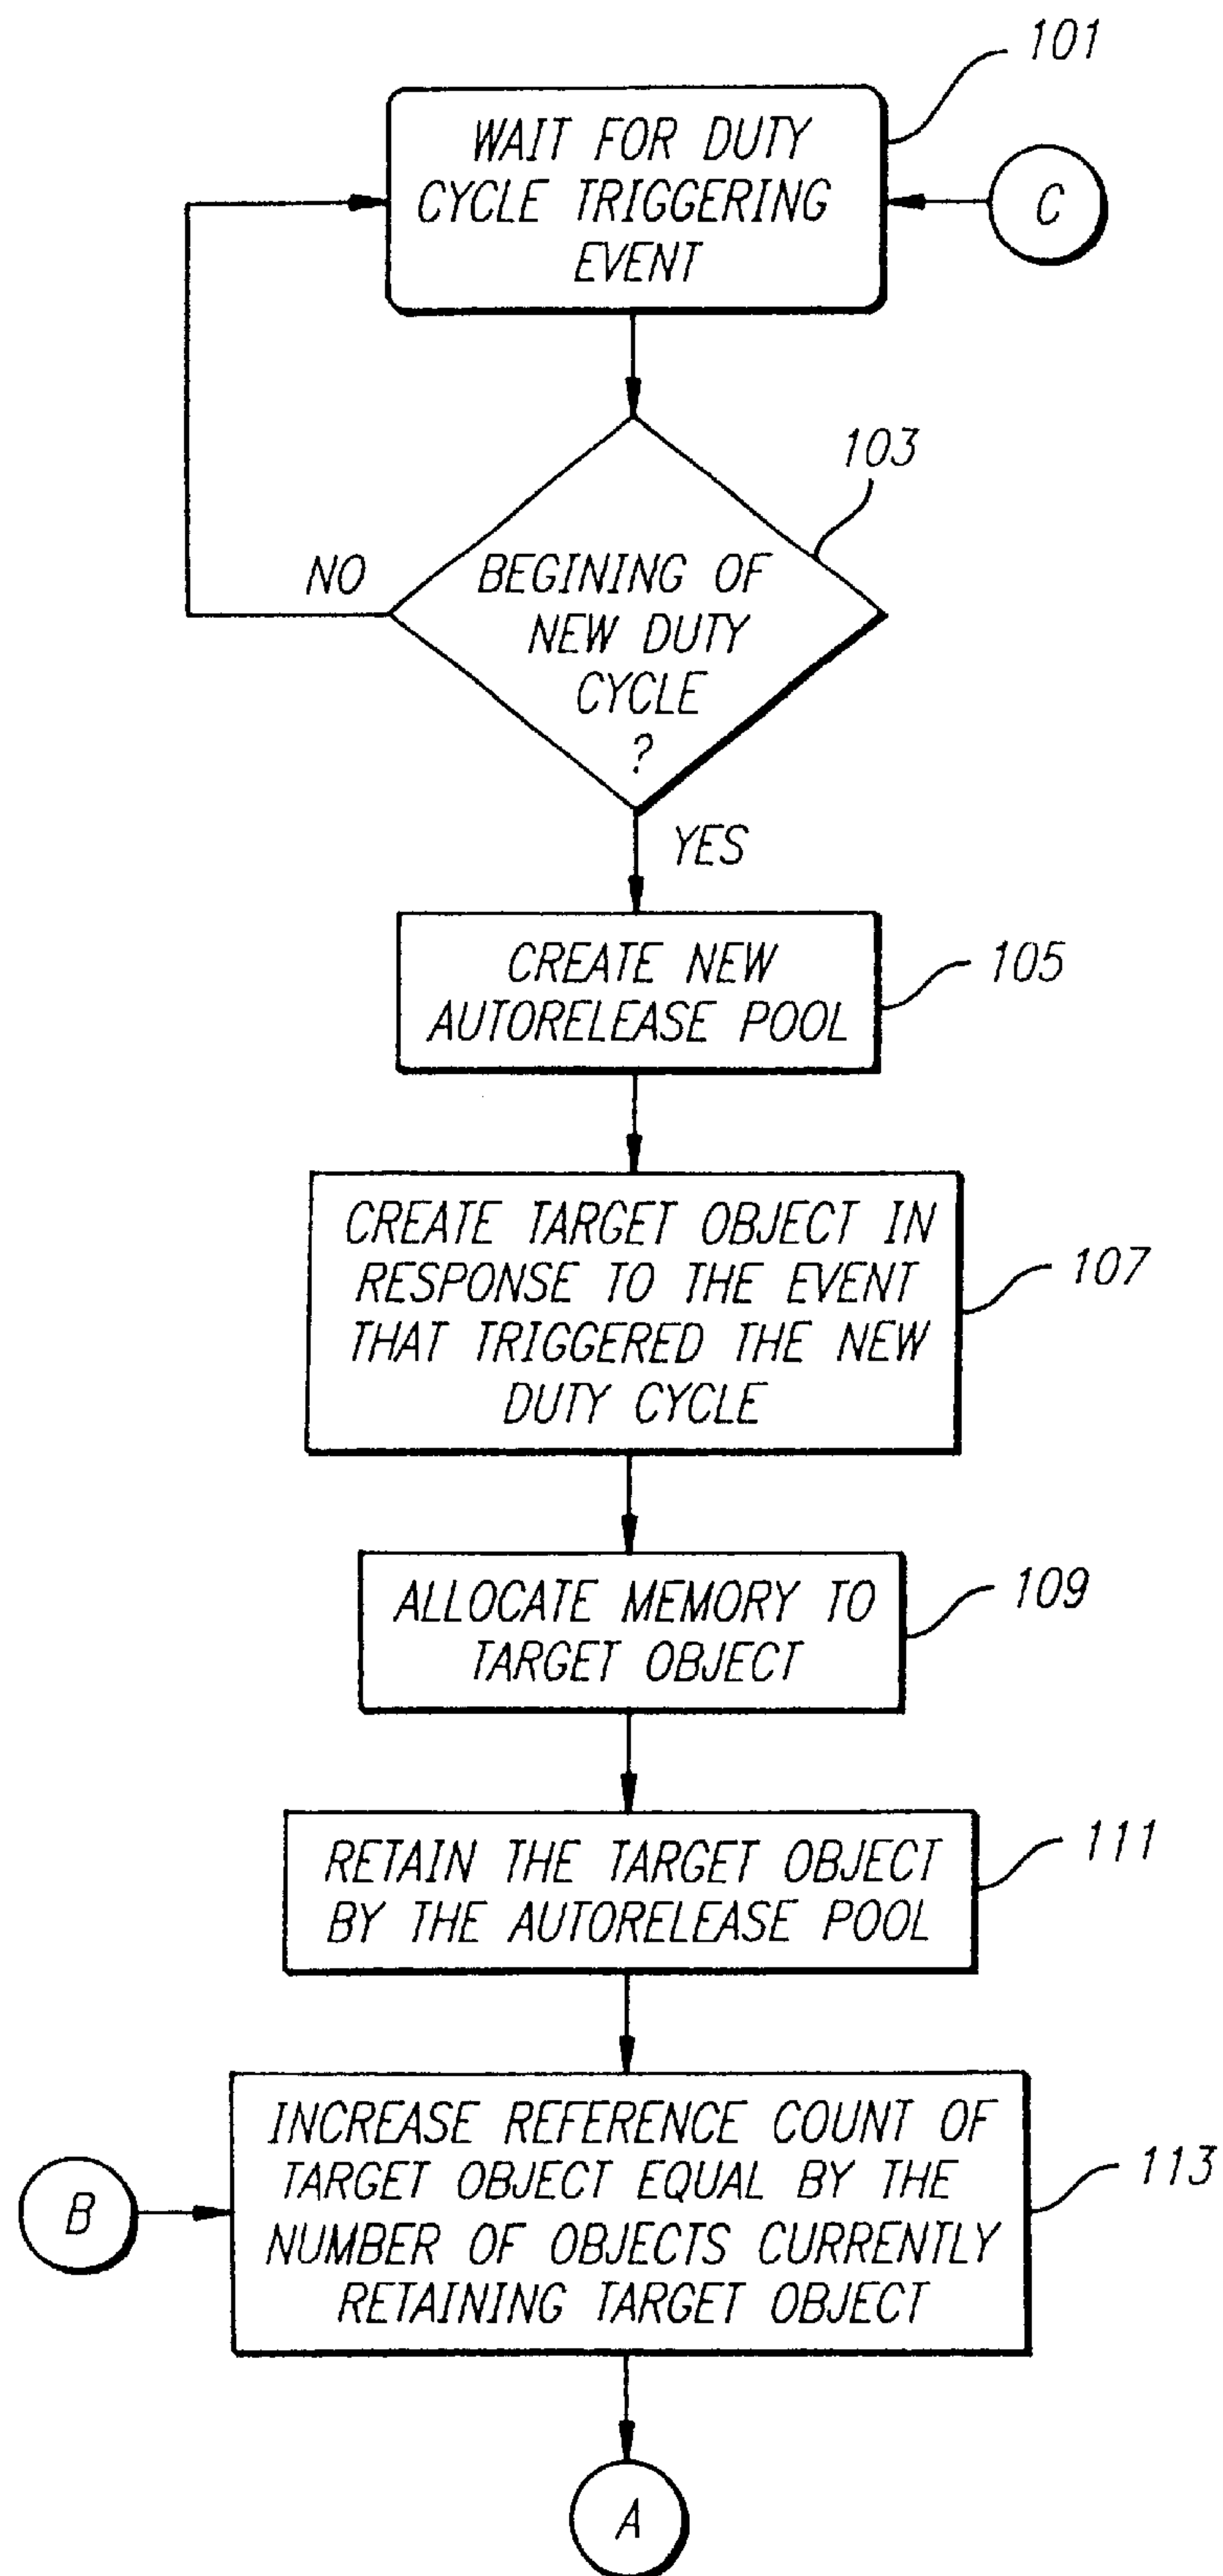 101
WAIT FOR DUTY
CYCLE TRIGGERING
EVENT
C
103
NO
BEGINING OF
NEW DUTY
CYCLE
?
YES
CREATE NEW
AUTORELEASE POOL
105
CREATE TARGET OBJECT IN
RESPONSE TO THE EVENT
THAT TRIGGERED THE NEW
DUTY CYCLE
107
ALLOCATE MEMORY TO
TARGET OBJECT
109
RETAIN THE TARGET OBJECT
BY THE AUTORELEASE POOL
111
INCREASE REFERENCE COUNT OF
TARGET OBJECT EQUAL BY THE
NUMBER OF OBJECTS CURRENTLY
RETAINING TARGET OBJECT
113
B
A